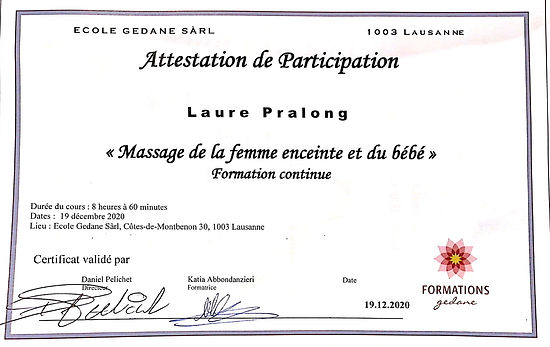 ECOLE GEDANE SÀRL 1003 LAUSANNE
Attestation de Participation
Laure Pralong
« Massage de la femme enceinte et du bébé »
Formation continue
Durée du cours : 8 heures à 60 minutes
Dates : 19 décembre 2020
Lieu : Ecole Gedane Sàrl, Côtes-de-Montbenon 30, 1003 Lausanne
Certificat validé par
Daniel Pelichet Katia Abbondanzieri Date
Directeur Formatrice
19.12.2020
FORMATIONS
gedane